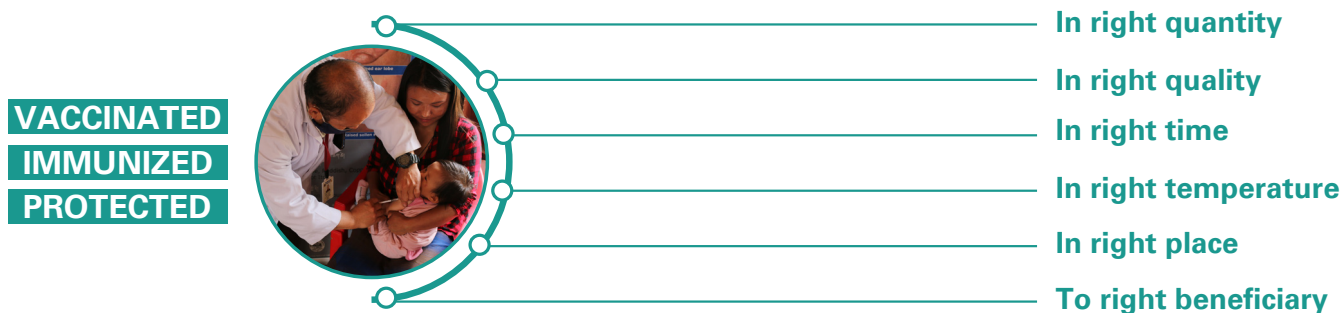 VACCINATED
IMMUNIZED
PROTECTED
In right quantity
In right quality
In right time
In right temperature
In right place
To right beneficiary